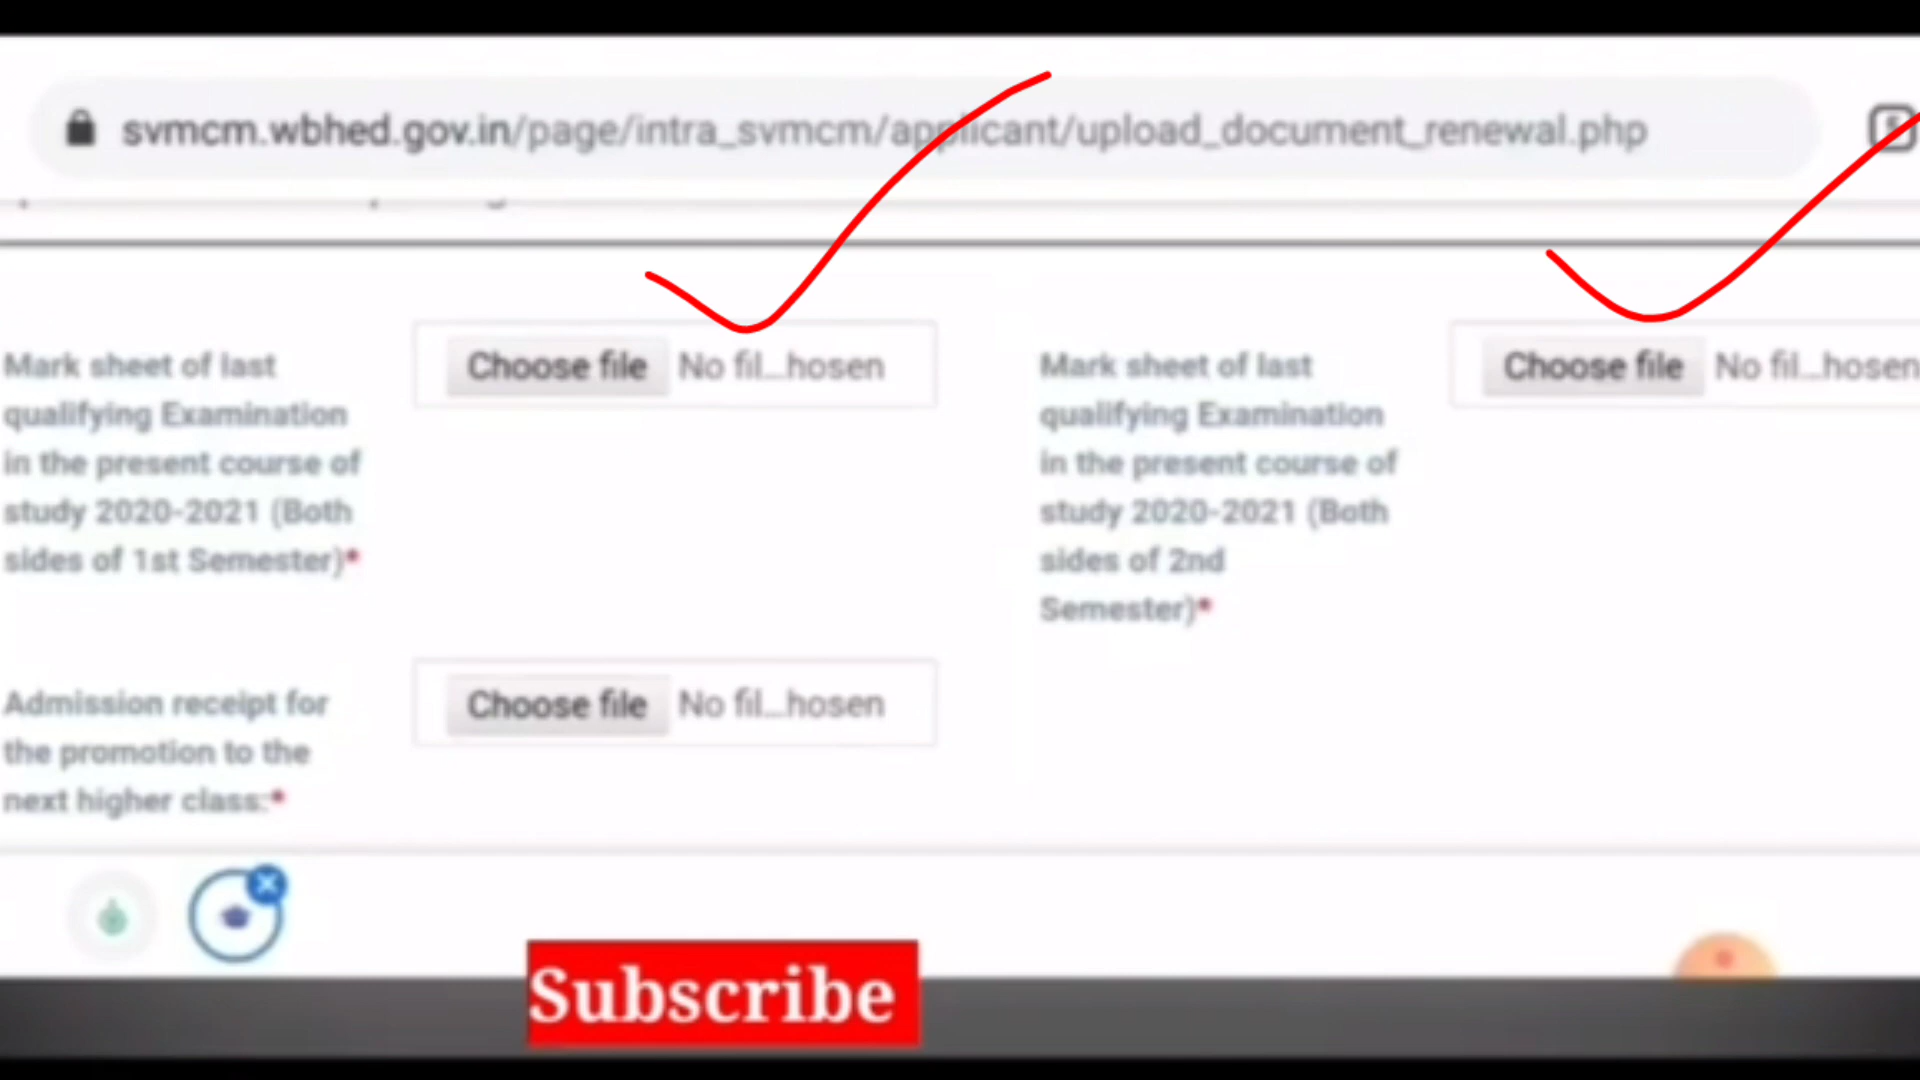 svmcm.wbhed.gov.in/page/intra_svmcm/applicant/upload_document_renewal.php
Mark sheet of last
qualifying Examination
in the present course of
study 2020-2021 (Both
sides of 1st Semester)*
Choose file No fil...hosen
Mark sheet of last
qualifying Examination
in the present course of
study 2020-2021 (Both
sides of 2nd
Semester)*
Choose file No fil...hosen
Admission receipt for
the promotion to the
next higher class:*
Choose file No fil...hosen
Subscribe